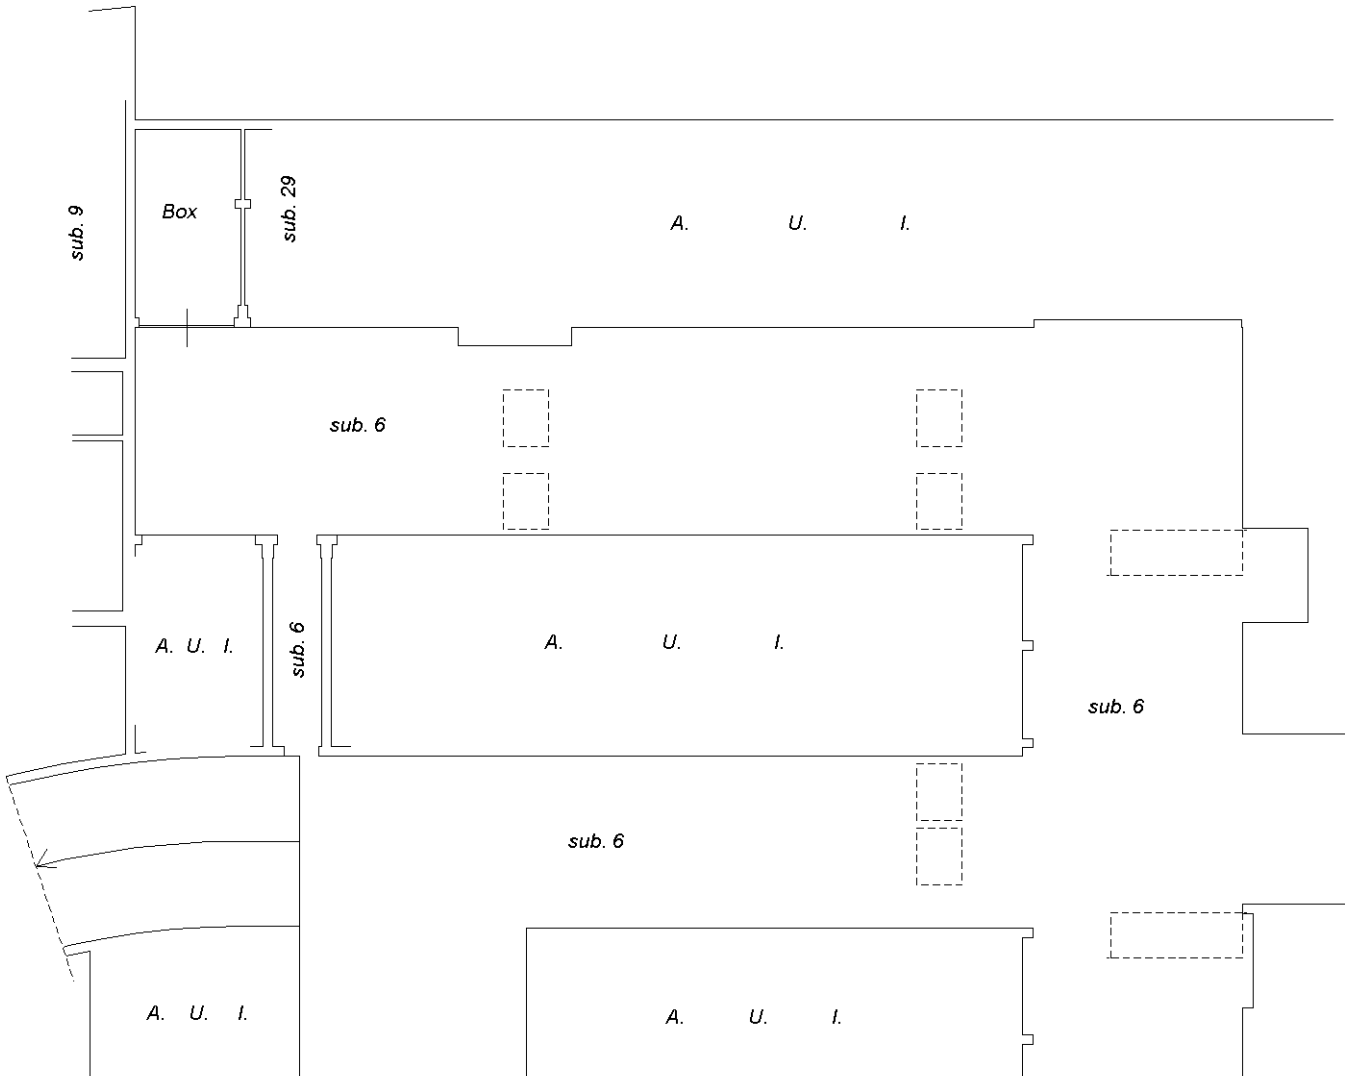 sub. 9
Box
sub. 29
A. U. I.
sub. 6
A. U. I.
sub. 6
A. U. I.
sub. 6
sub. 6
A. U. I.
A. U. I.